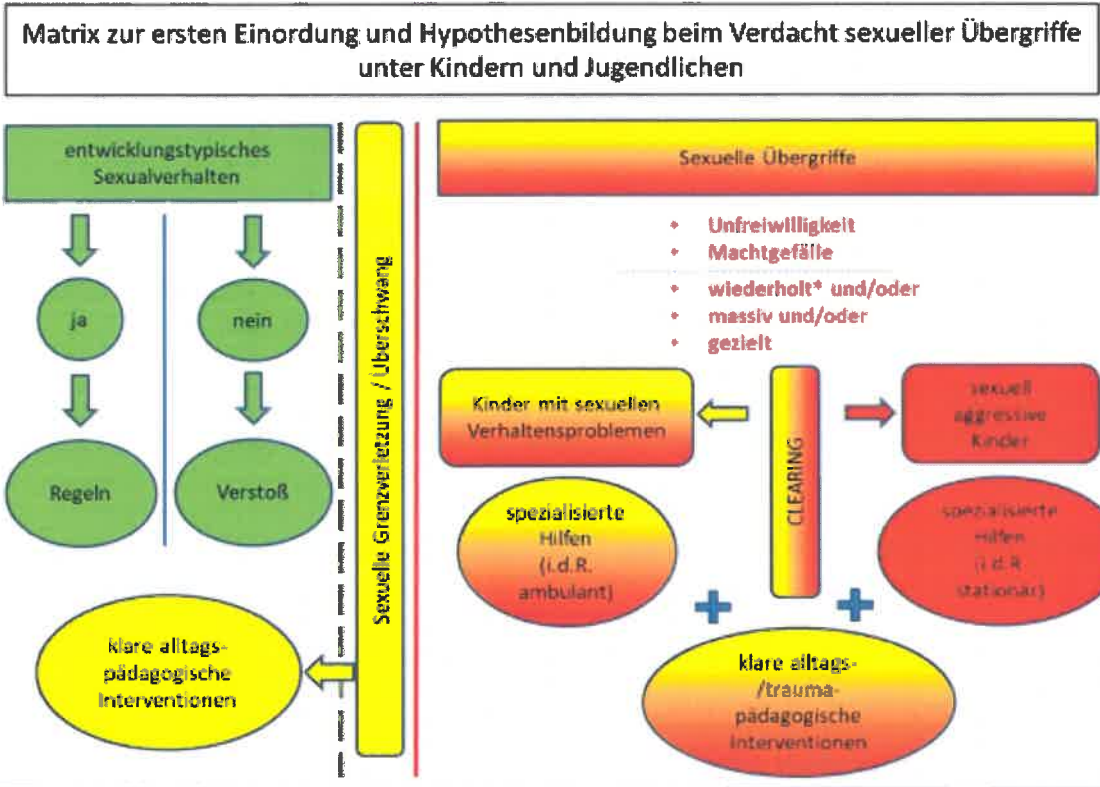 Matrix zur ersten Einordung und Hypothesenbildung beim Verdacht sexueller Übergriffe
unter Kindern und Jugendlichen
entwicklungstypisches
Sexualverhalten
ja
nein
Regeln
Verstoß
klare alltags-
pädagogische
Interventionen
Sexuelle Grenzverletzung / Überschwang
Sexuelle Übergriffe
• Unfreiwilligkeit
• Machtgefälle
• wiederholt* und/oder
• massiv und/oder
• gezielt
Kinder mit sexuellen
Verhaltensproblemen
CLEARING
sexuell
aggressive
Kinder
spezialisierte
Hilfen
(i.d.R.
ambulant)
spezialisierte
Hilfen
(i.d.R
stationär)
klare alltags-
/trauma-
pädagogische
Interventionen